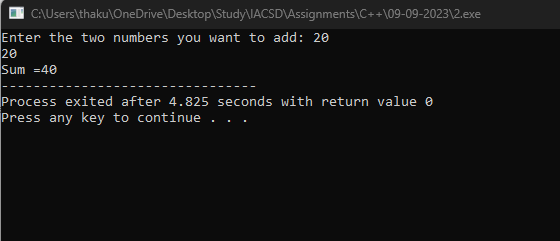 C:\Users\thaku\OneDrive\Desktop\Study\IACSD\Assignments\C++\09-09-2023\2.exe
Enter the two numbers you want to add: 20
20
Sum =40
--------------------------------
Process exited after 4.825 seconds with return value 0
Press any key to continue . . .